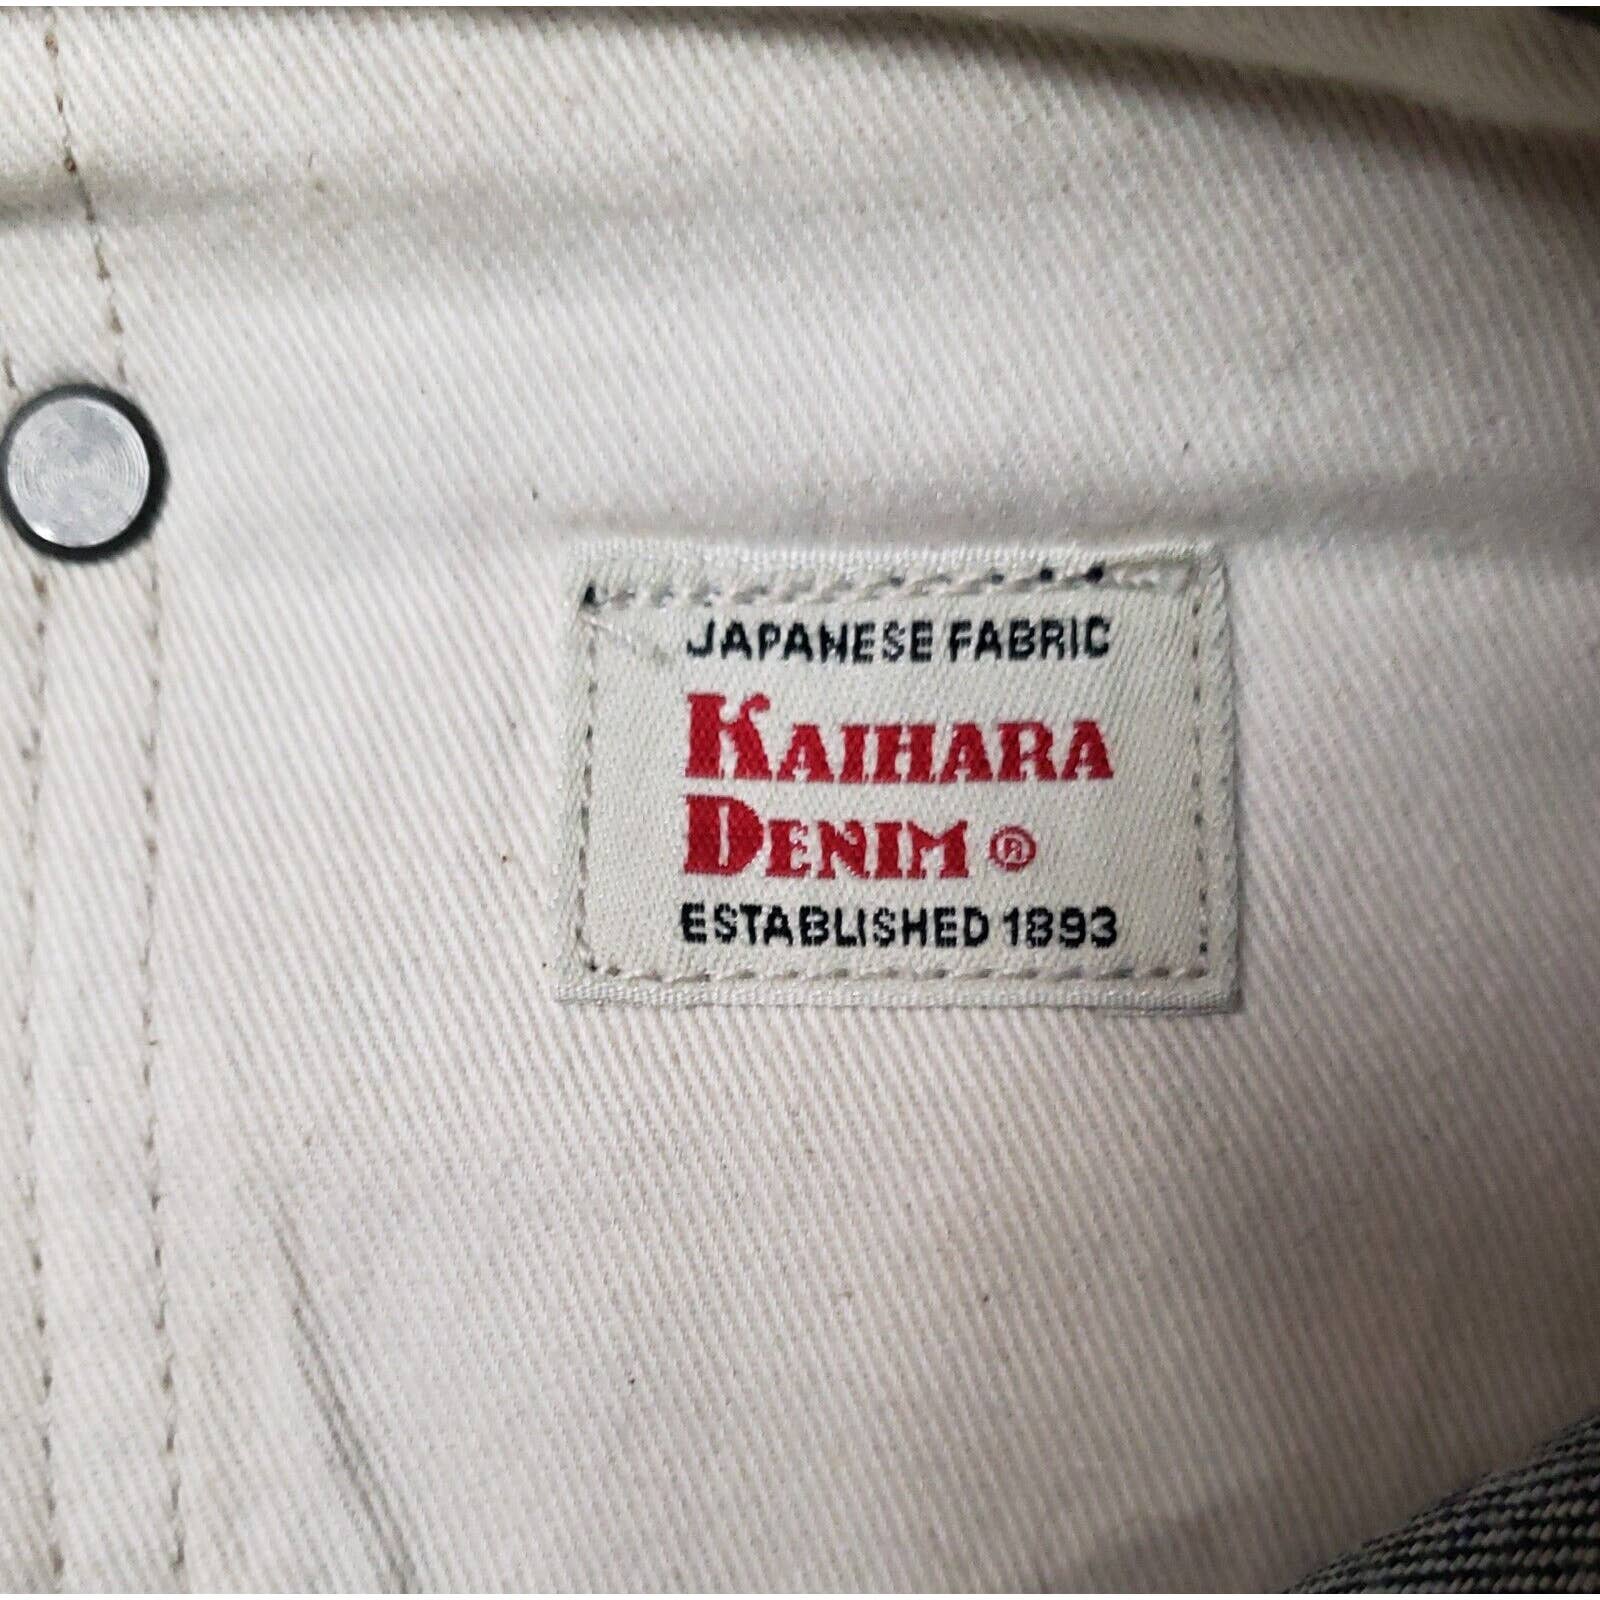 JAPANESE FABRIC
KAIHARA
DENIM ®
ESTABLISHED 1893